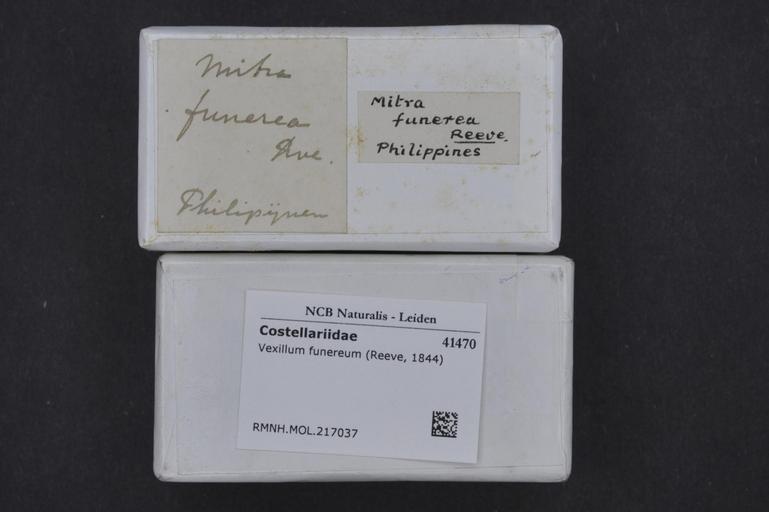 Mitra
funerea
Rve.
Philipijnen
Mitra
funerea
Reeve.
Philippines
NCB Naturalis - Leiden
Costellariidae
41470
Vexillum funereum (Reeve, 1844)
RMNH.MOL.217037